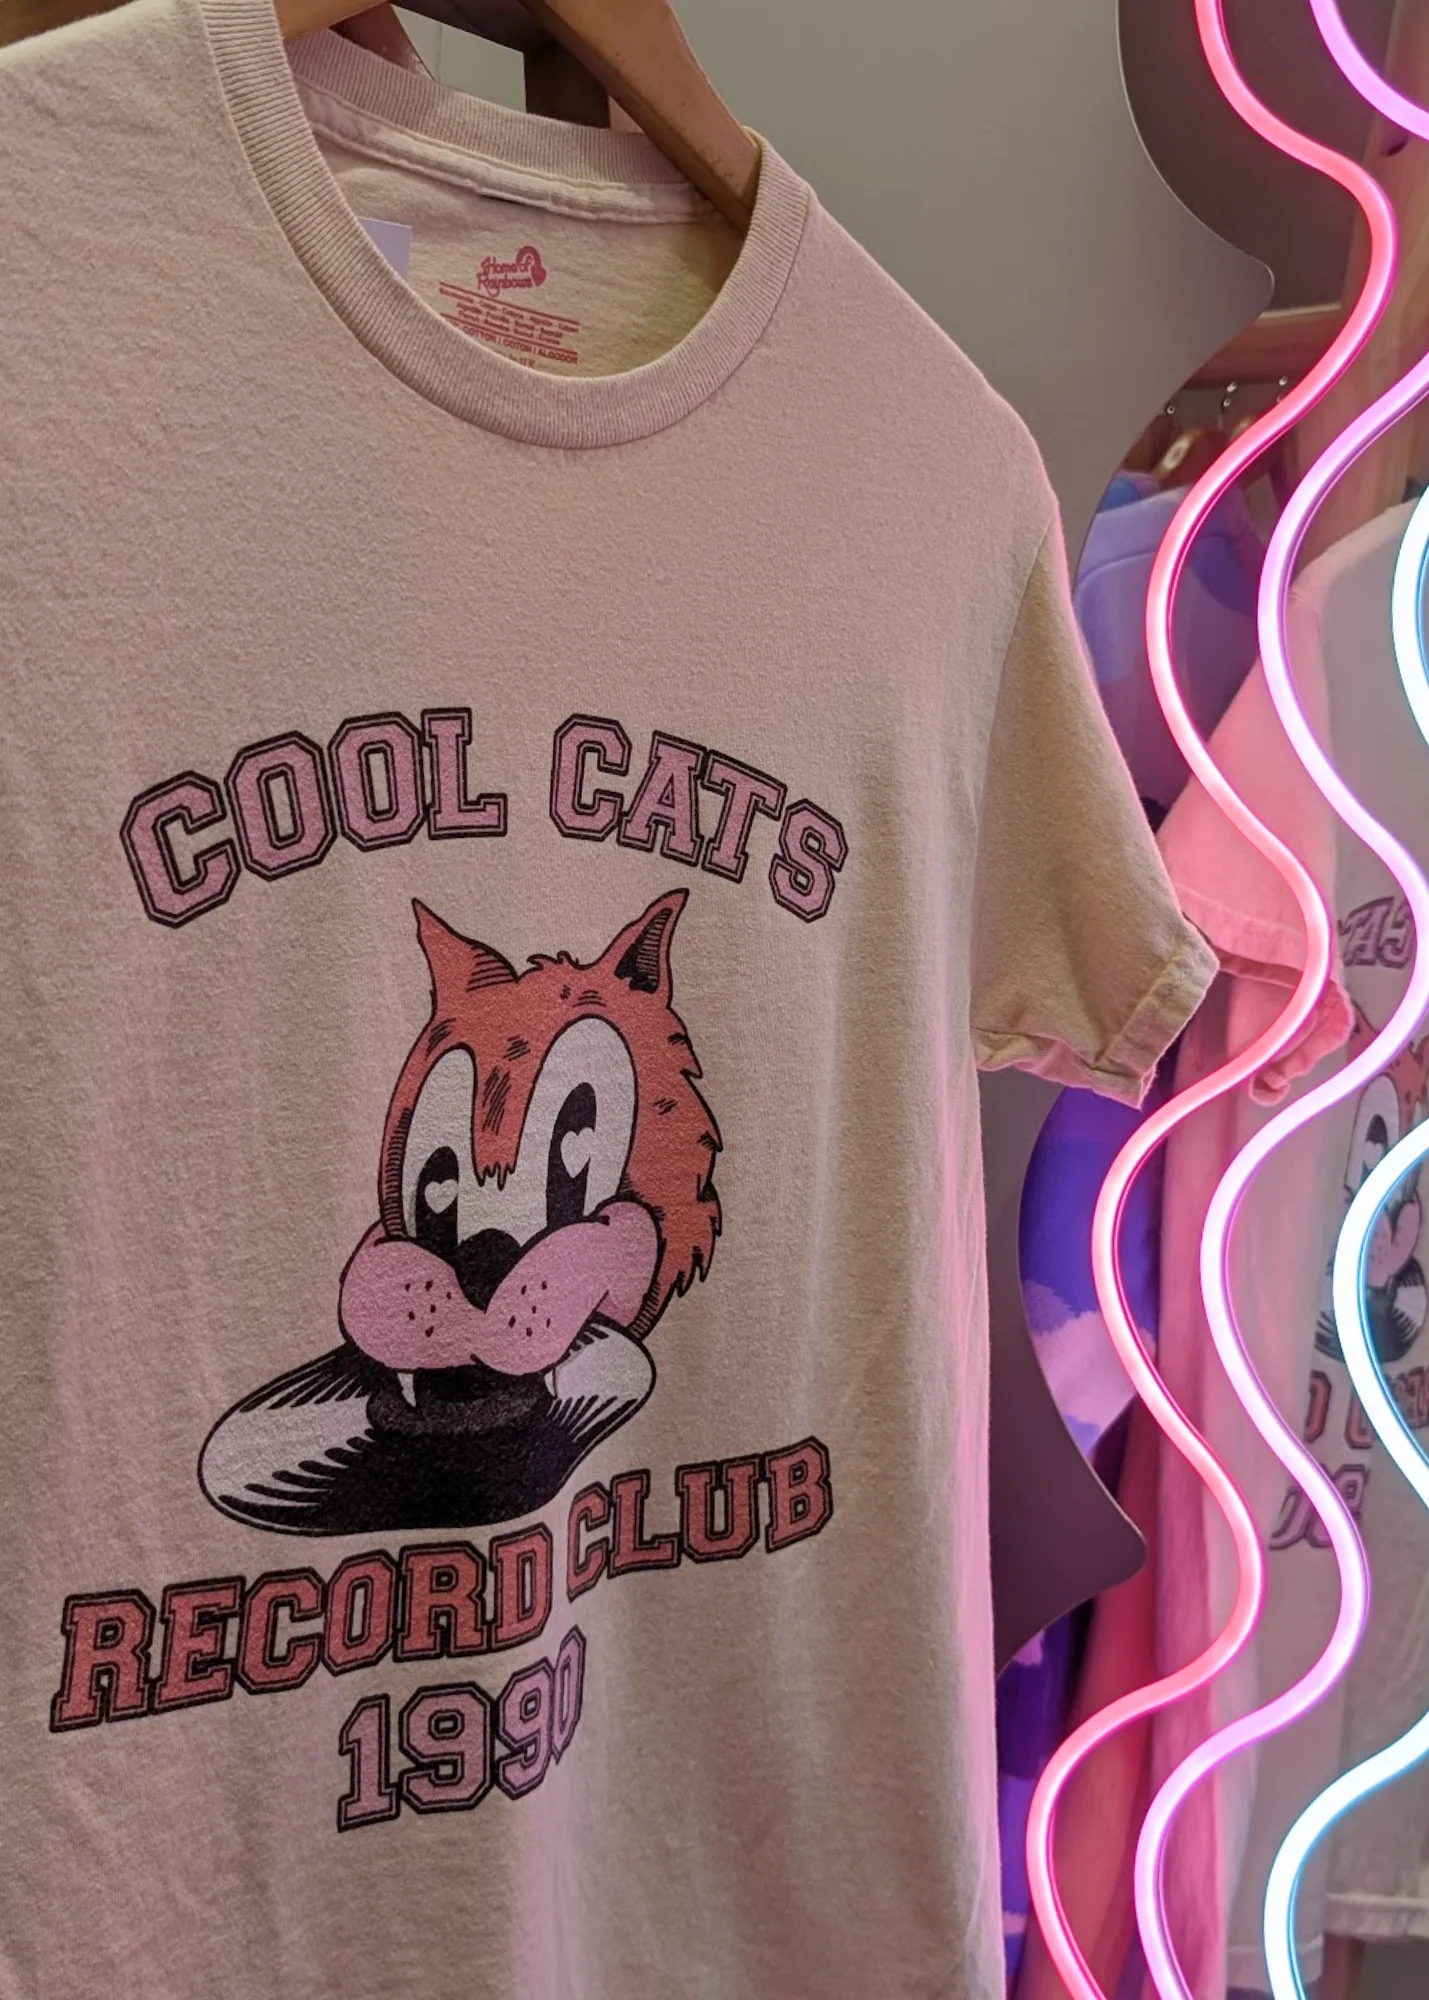 Home of
Rainbows
COTTON / COTON / ALGODON
COOL CATS
RECORD CLUB
1990